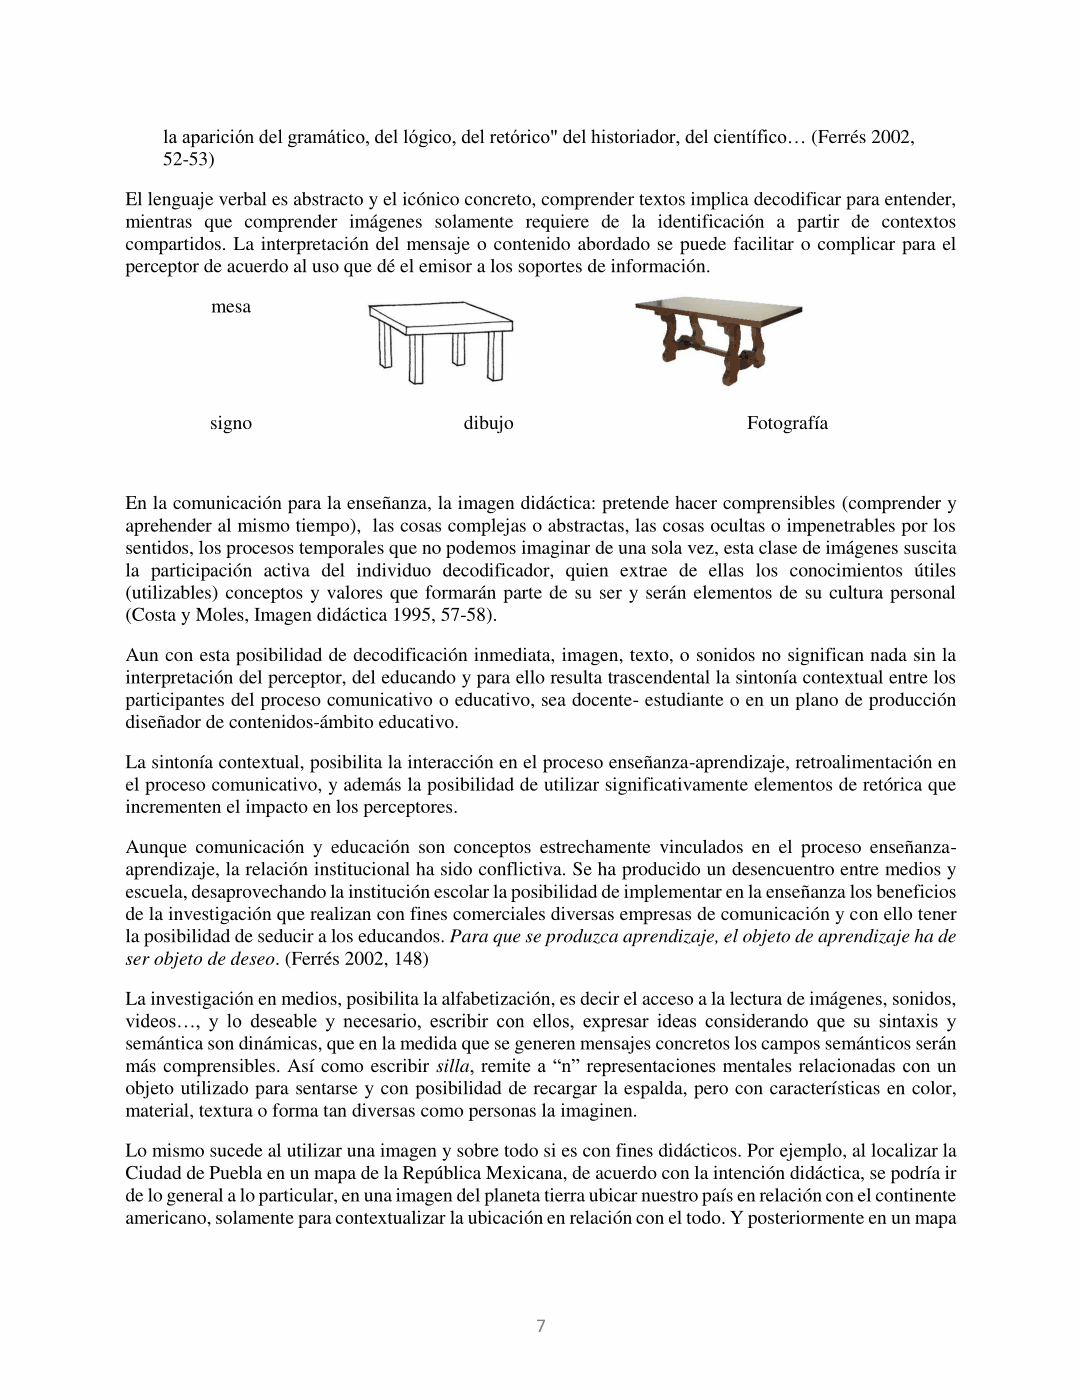 la aparición del gramático, del lógico, del retórico" del historiador, del científico… (Ferrés 2002,
52-53)
El lenguaje verbal es abstracto y el icónico concreto, comprender textos implica decodificar para entender,
mientras que comprender imágenes solamente requiere de la identificación a partir de contextos
compartidos. La interpretación del mensaje o contenido abordado se puede facilitar o complicar para el
perceptor de acuerdo al uso que dé el emisor a los soportes de información.
mesa
signo dibujo Fotografía
En la comunicación para la enseñanza, la imagen didáctica: pretende hacer comprensibles (comprender y
aprehender al mismo tiempo), las cosas complejas o abstractas, las cosas ocultas o impenetrables por los
sentidos, los procesos temporales que no podemos imaginar de una sola vez, esta clase de imágenes suscita
la participación activa del individuo decodificador, quien extrae de ellas los conocimientos útiles
(utilizables) conceptos y valores que formarán parte de su ser y serán elementos de su cultura personal
(Costa y Moles, Imagen didáctica 1995, 57-58).
Aun con esta posibilidad de decodificación inmediata, imagen, texto, o sonidos no significan nada sin la
interpretación del perceptor, del educando y para ello resulta trascendental la sintonía contextual entre los
participantes del proceso comunicativo o educativo, sea docente- estudiante o en un plano de producción
diseñador de contenidos-ámbito educativo.
La sintonía contextual, posibilita la interacción en el proceso enseñanza-aprendizaje, retroalimentación en
el proceso comunicativo, y además la posibilidad de utilizar significativamente elementos de retórica que
incrementen el impacto en los perceptores.
Aunque comunicación y educación son conceptos estrechamente vinculados en el proceso enseñanza-
aprendizaje, la relación institucional ha sido conflictiva. Se ha producido un desencuentro entre medios y
escuela, desaprovechando la institución escolar la posibilidad de implementar en la enseñanza los beneficios
de la investigación que realizan con fines comerciales diversas empresas de comunicación y con ello tener
la posibilidad de seducir a los educandos. Para que se produzca aprendizaje, el objeto de aprendizaje ha de
ser objeto de deseo. (Ferrés 2002, 148)
La investigación en medios, posibilita la alfabetización, es decir el acceso a la lectura de imágenes, sonidos,
videos…, y lo deseable y necesario, escribir con ellos, expresar ideas considerando que su sintaxis y
semántica son dinámicas, que en la medida que se generen mensajes concretos los campos semánticos serán
más comprensibles. Así como escribir silla, remite a “n” representaciones mentales relacionadas con un
objeto utilizado para sentarse y con posibilidad de recargar la espalda, pero con características en color,
material, textura o forma tan diversas como personas la imaginen.
Lo mismo sucede al utilizar una imagen y sobre todo si es con fines didácticos. Por ejemplo, al localizar la
Ciudad de Puebla en un mapa de la República Mexicana, de acuerdo con la intención didáctica, se podría ir
de lo general a lo particular, en una imagen del planeta tierra ubicar nuestro país en relación con el continente
americano, solamente para contextualizar la ubicación en relación con el todo. Y posteriormente en un mapa
7